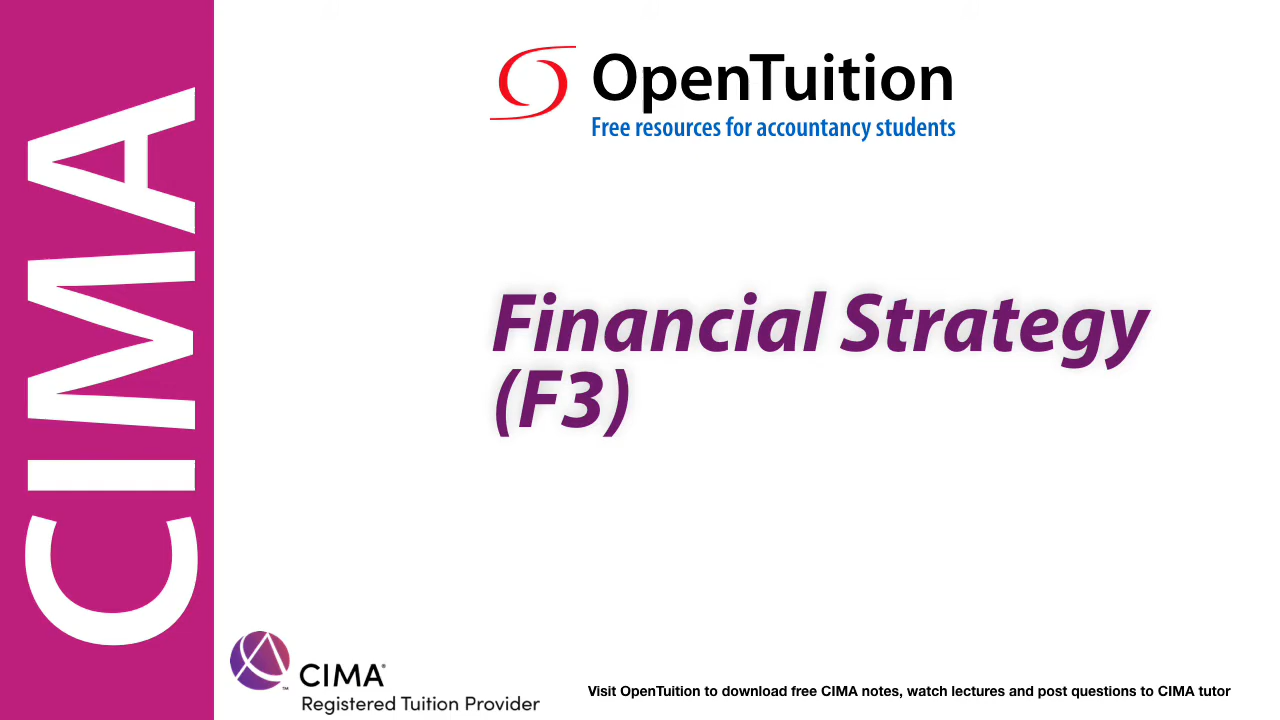 CIMA
OpenTuition
Free resources for accountancy students
Financial Strategy
(F3)
CIMA®
™
Registered Tuition Provider
Visit OpenTuition to download free CIMA notes, watch lectures and post questions to CIMA tutor